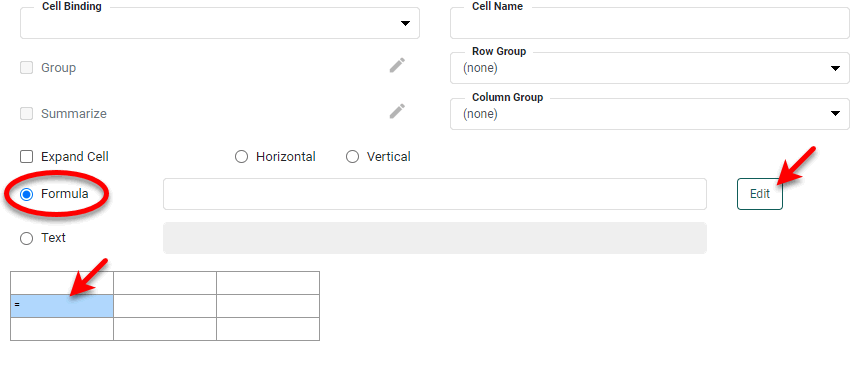 Cell Binding
Cell Name
Group
Row Group
(none)
Summarize
Column Group
(none)
Expand Cell
Horizontal
Vertical
Formula
Edit
Text
=